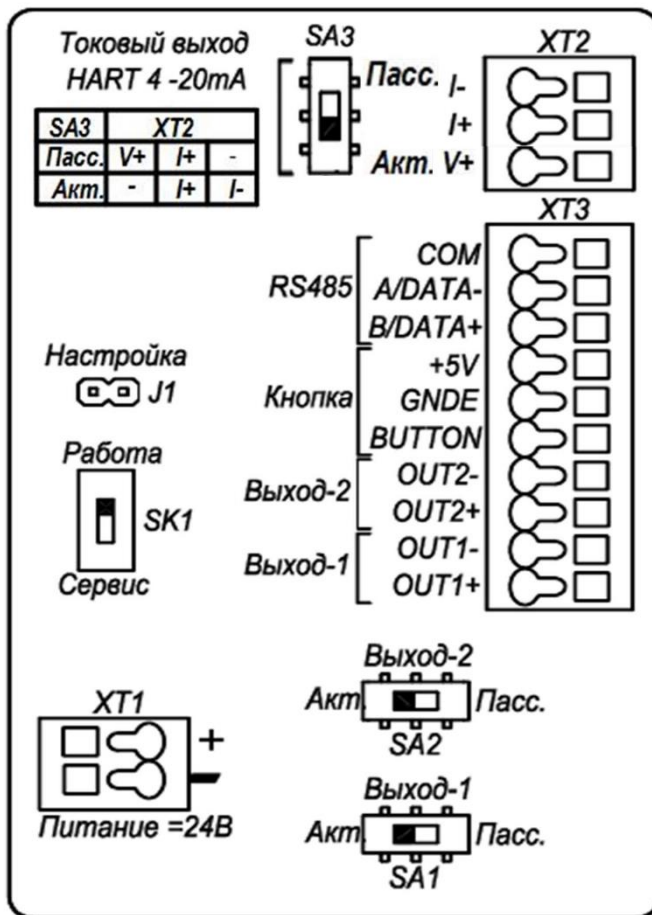 Токовый выход
HART 4 -20mA
SA3 XT2
Пасс. V+ I+ -
Акт. - I+ I-
SA3
Пасс.
Акт.
XT2
I-
I+
V+
XT3
RS485
COM
A/DATA-
B/DATA+
Кнопка
+5V
GNDE
BUTTON
Выход-2
OUT2-
OUT2+
Выход-1
OUT1-
OUT1+
Настройка
J1
Работа
SK1
Сервис
XT1
+
-
Питание =24В
Выход-2
Акт. Пасс.
SA2
Выход-1
Акт. Пасс.
SA1